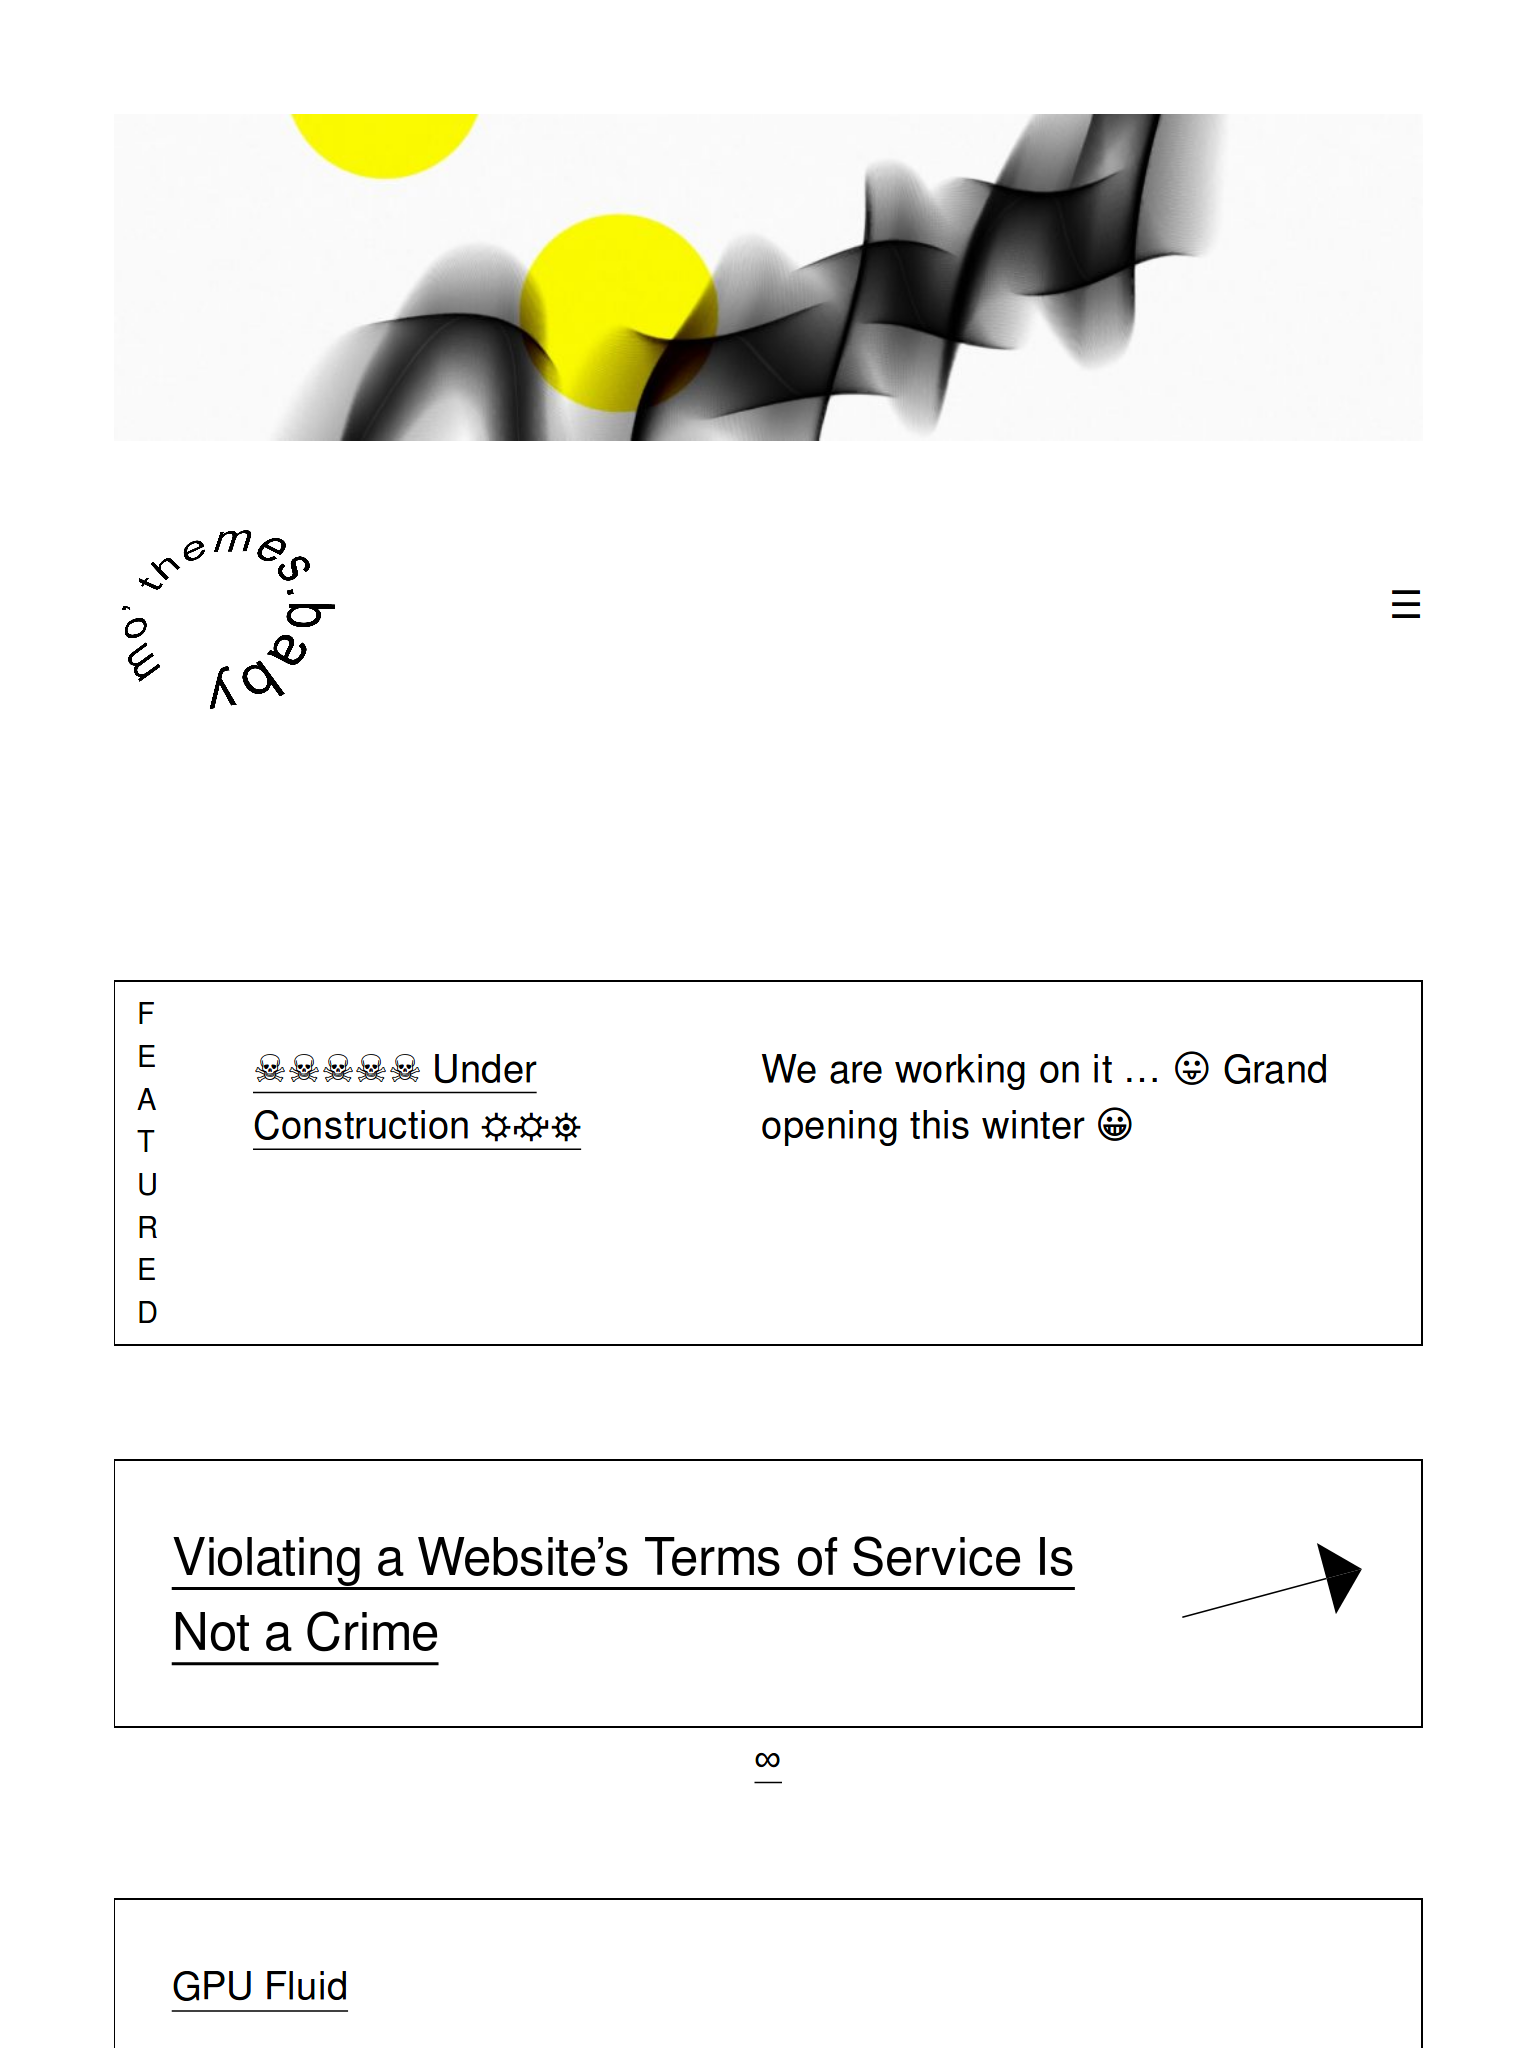 mo’ themes.baby
☰
FEATURED
☠☠☠☠☠ Under
Construction ⛭⛮⛯
We are working on it … 😛 Grand
opening this winter 😀
Violating a Website’s Terms of Service Is
Not a Crime
∞
GPU Fluid